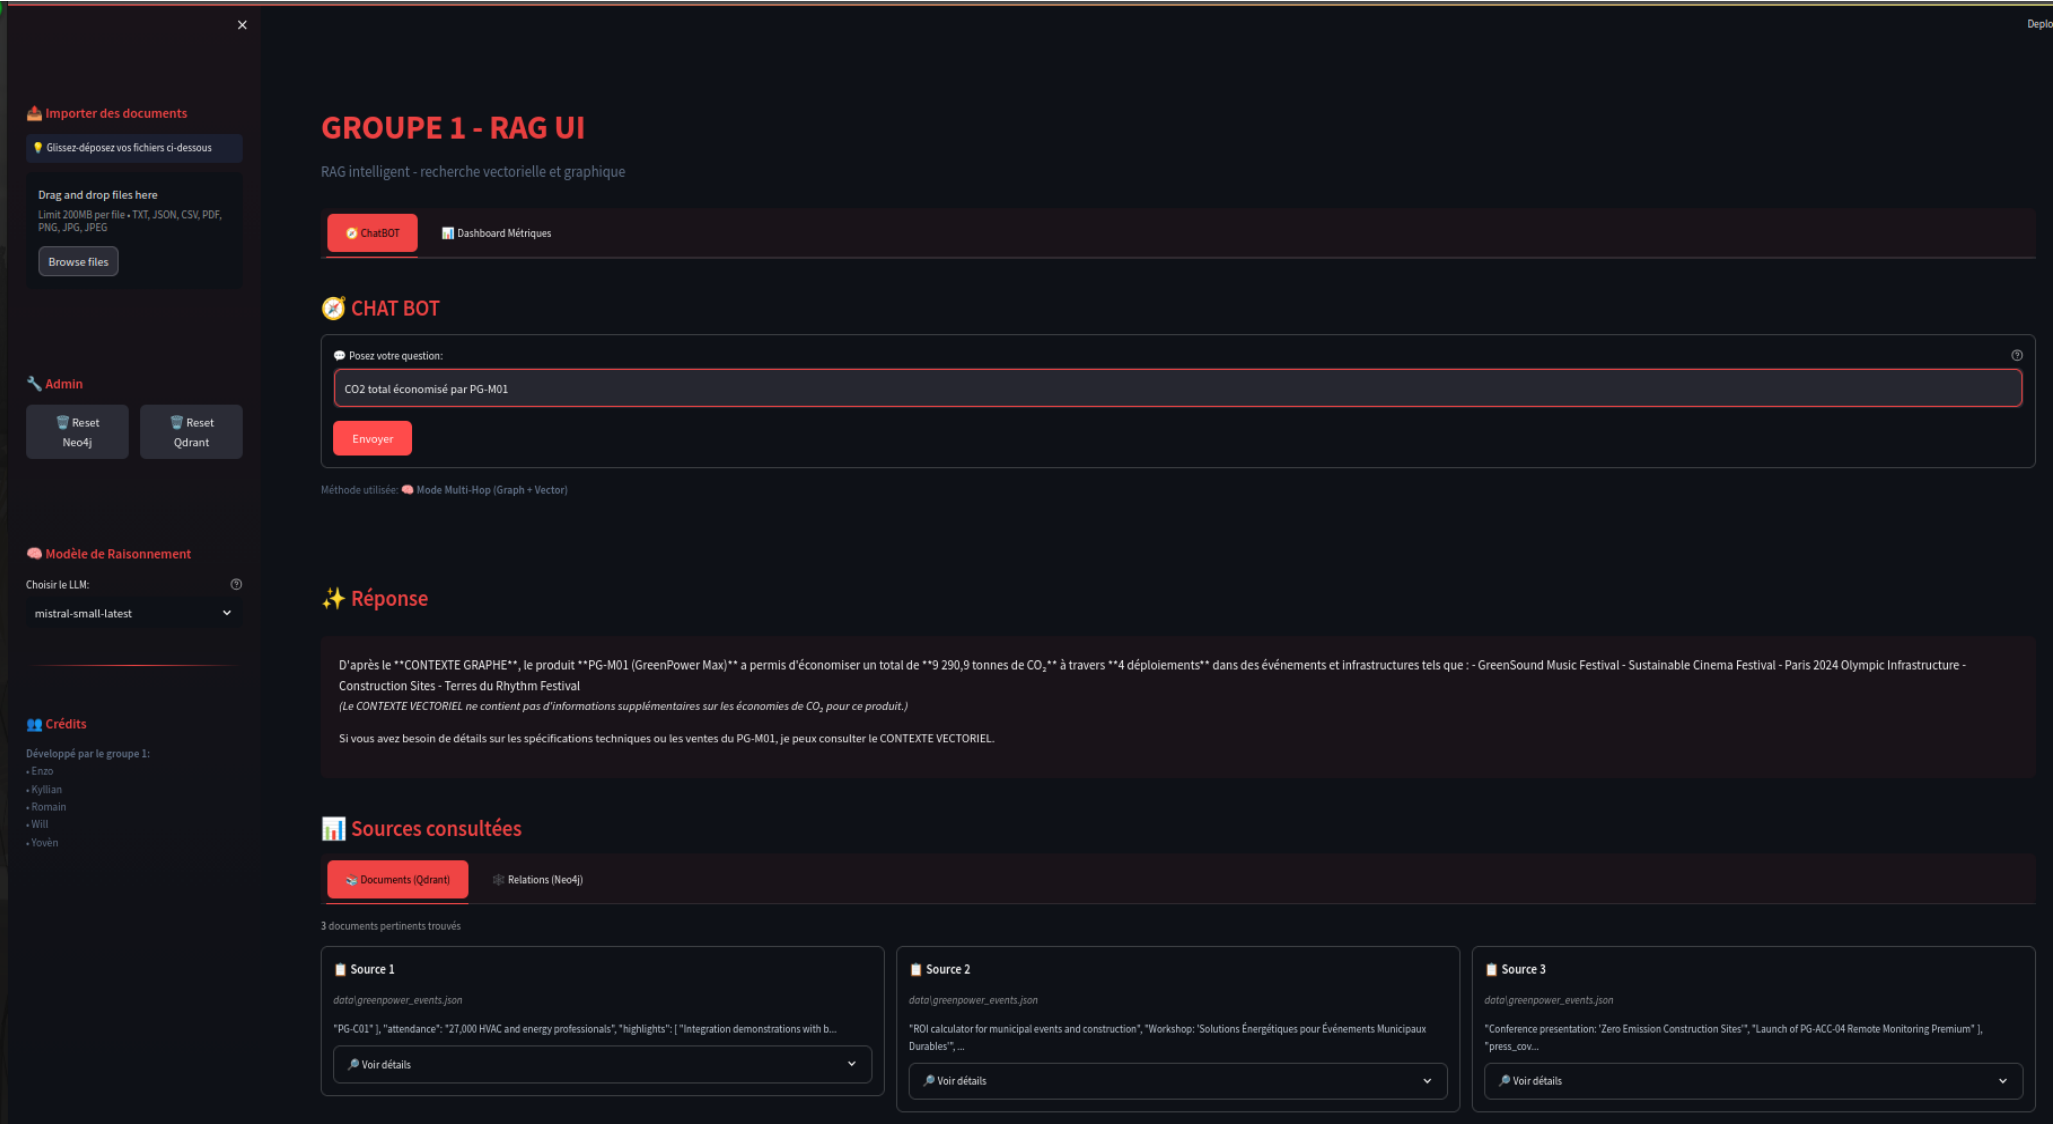 Deplo
Importer des documents
Glissez-déposez vos fichiers ci-dessous
Drag and drop files here
Limit 200MB per file • TXT, JSON, CSV, PDF,
PNG, JPG, JPEG
Browse files
Admin
Reset
Neo4j
Reset
Qdrant
Modèle de Raisonnement
Choisir le LLM:
mistral-small-latest
Crédits
Développé par le groupe 1:
• Enzo
• Kyllian
• Romain
• Will
• Yovèn
GROUPE 1 - RAG UI
RAG intelligent - recherche vectorielle et graphique
ChatBOT
Dashboard Métriques
CHAT BOT
Posez votre question:
CO2 total économisé par PG-M01
Envoyer
Méthode utilisée: Mode Multi-Hop (Graph + Vector)
Réponse
D'après le **CONTEXTE GRAPHE**, le produit **PG-M01 (GreenPower Max)** a permis d'économiser un total de **9 290,9 tonnes de CO₂** à travers **4 déploiements** dans des événements et infrastructures tels que : - GreenSound Music Festival - Sustainable Cinema Festival - Paris 2024 Olympic Infrastructure -
Construction Sites - Terres du Rhythm Festival
(Le CONTEXTE VECTORIEL ne contient pas d'informations supplémentaires sur les économies de CO₂ pour ce produit.)
Si vous avez besoin de détails sur les spécifications techniques ou les ventes du PG-M01, je peux consulter le CONTEXTE VECTORIEL.
Sources consultées
Documents (Qdrant)
Relations (Neo4j)
3 documents pertinents trouvés
Source 1
data\greenpower_events.json
"PG-C01" ], "attendance": "27,000 HVAC and energy professionals", "highlights": [ "Integration demonstrations with b...
Voir détails
Source 2
data\greenpower_events.json
"ROI calculator for municipal events and construction", "Workshop: 'Solutions Énergétiques pour Événements Municipaux
Durables'", ...
Voir détails
Source 3
data\greenpower_events.json
"Conference presentation: 'Zero Emission Construction Sites'", "Launch of PG-ACC-04 Remote Monitoring Premium" ],
"press_cov...
Voir détails